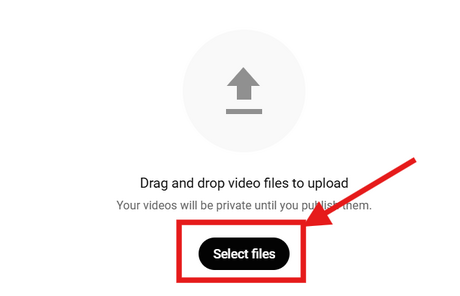 Drag and drop video files to upload
Your videos will be private until you publish them.
Select files